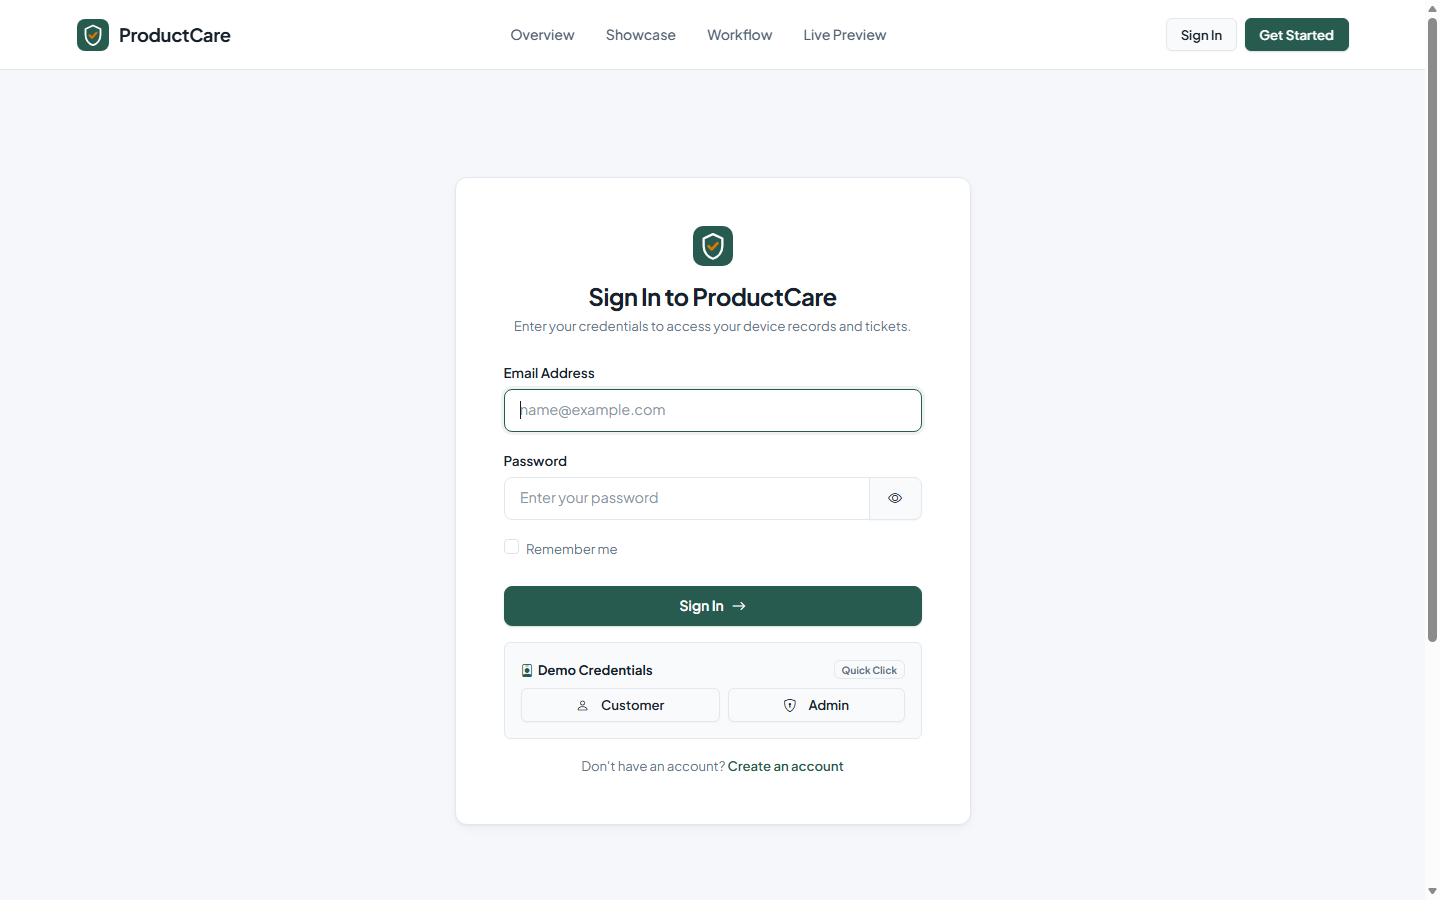 ProductCare
Overview
Showcase
Workflow
Live Preview
Sign In
Get Started
Sign In to ProductCare
Enter your credentials to access your device records and tickets.
Email Address
name@example.com
Password
Enter your password
Remember me
Sign In →
Demo Credentials
Quick Click
Customer
Admin
Don't have an account? Create an account